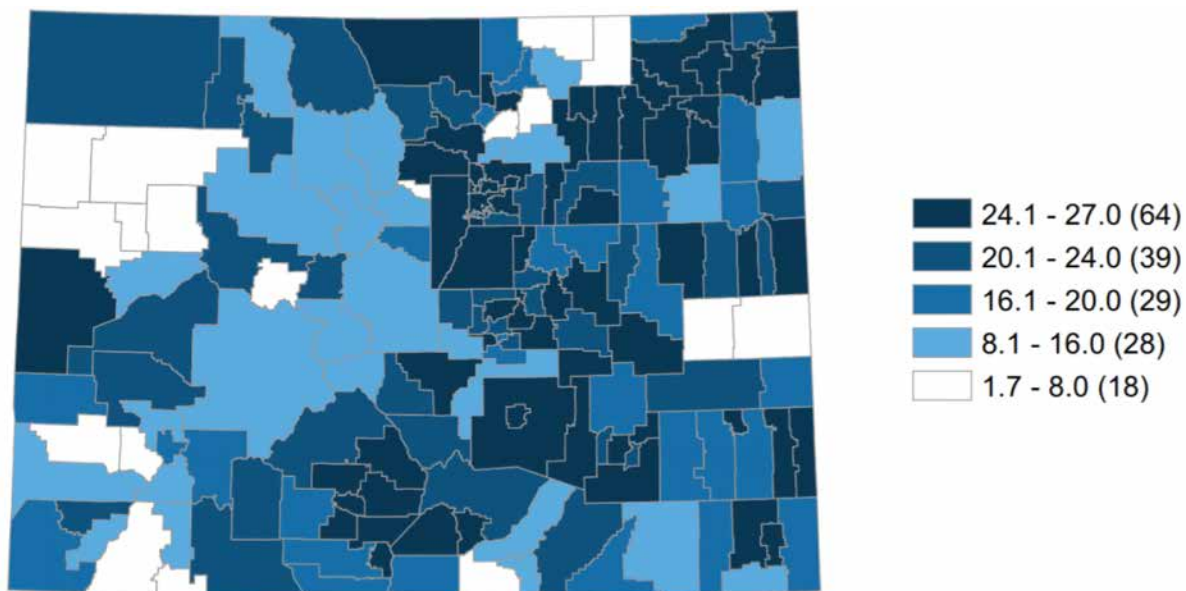 24.1 - 27.0 (64)
20.1 - 24.0 (39)
16.1 - 20.0 (29)
8.1 - 16.0 (28)
1.7 - 8.0 (18)